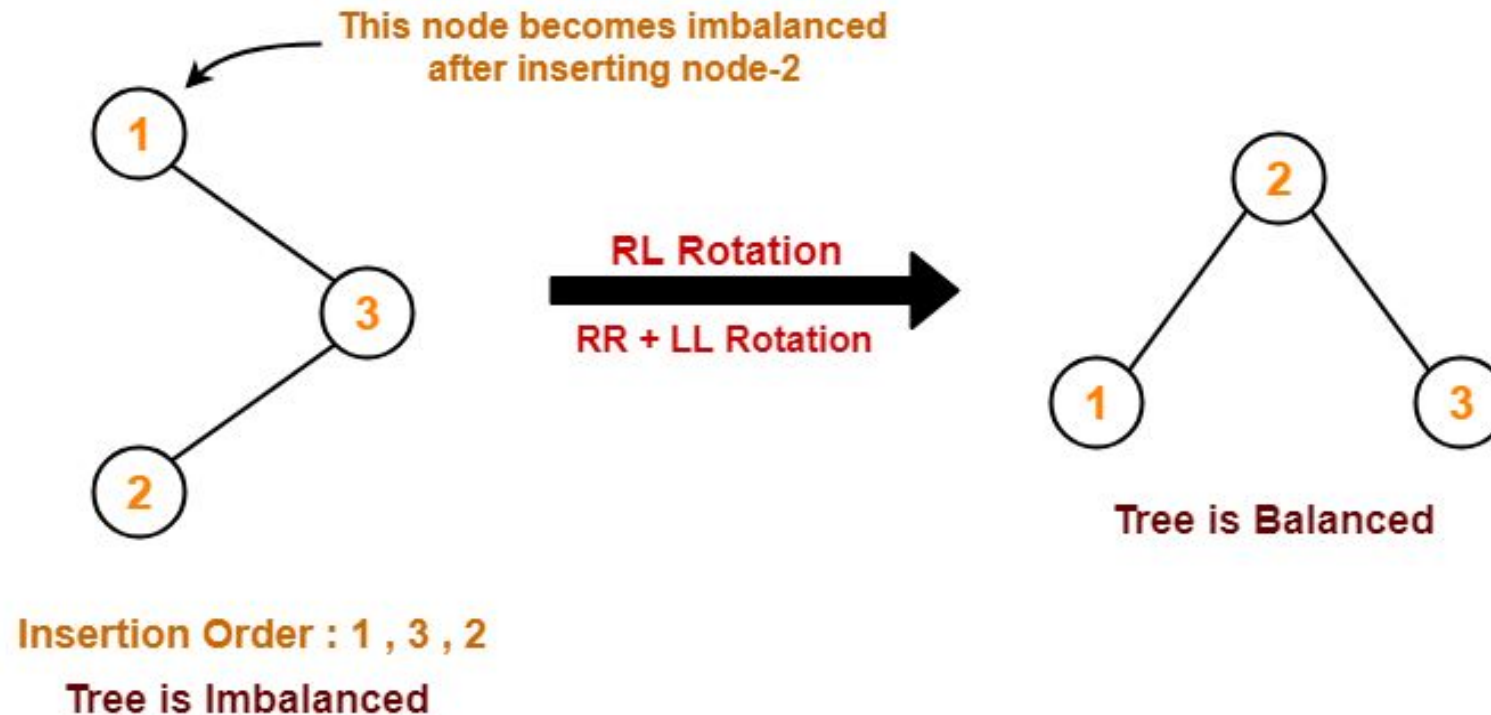 This node becomes imbalanced
after inserting node-2
1
3
2
RL Rotation
RR + LL Rotation
2
1
3
Tree is Balanced
Insertion Order : 1 , 3 , 2
Tree is Imbalanced